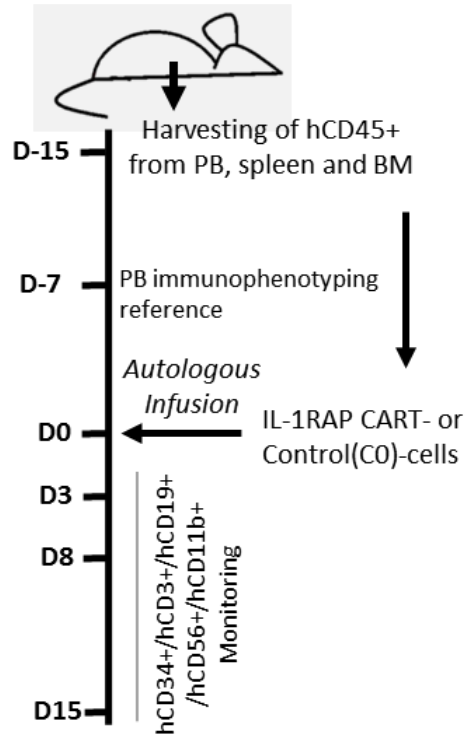 Harvesting of hCD45+
D-15
from PB, spleen and BM
D-7
PB immunophenotyping
reference
Autologous
Infusion
IL-1RAP CART- or
D0
Control(C0)-cells
D3
D8
D15
hCD34+/hCD3+/hCD19+
/hCD56+/hCD11b+
Monitoring